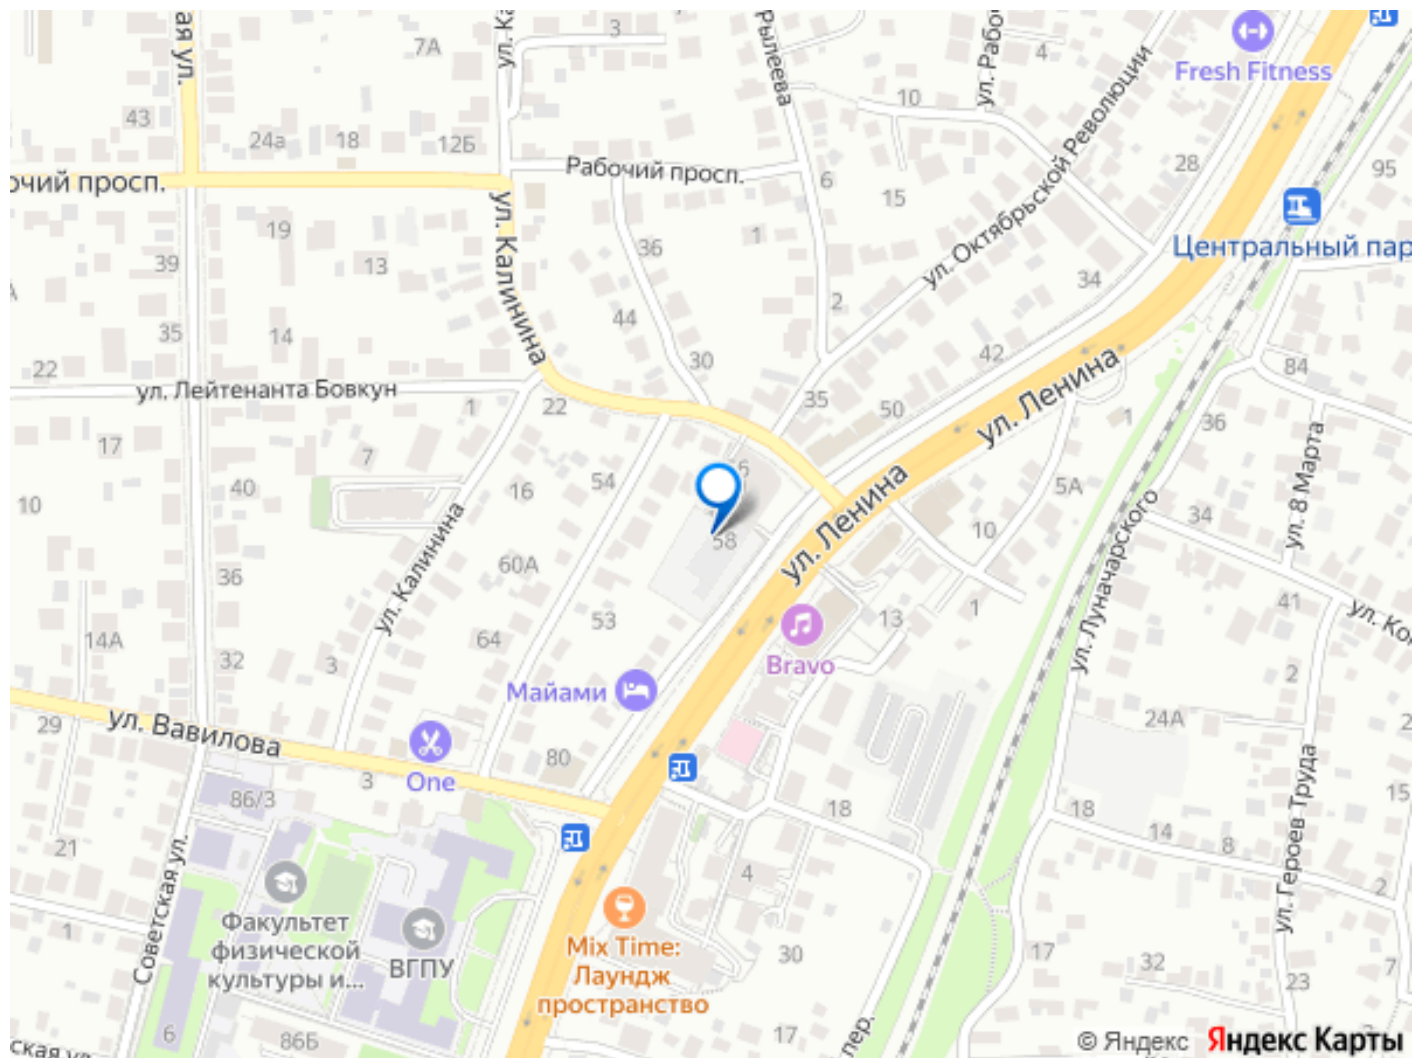 ая ул.
7А
ул. Ка
3
Рылеева
ул. Рабо
4
Fresh Fitness
43
24а
18
12Б
10
ул. Октябрьской Революции
28
95
очий просп.
Рабочий просп.
6
15
ул. Калинина
19
39
13
36
1
Центральный пар
34
2
35
14
44
42
22
30
84
ул. Лейтенанта Бовкун
1
22
35
50
ул. Ленина
1
36
17
7
ул. 8 Марта
10
40
16
54
58
5А
34
10
ул. Ленина
ул. Луначарского
36
60А
ул. Калинина
14А
32
3
64
53
13
1
41
ул. Ко
2
Майами
Bravo
29
ул. Вавилова
24А
2
One
3
80
86/3
18
18
14
8
15
ул. Героев Труда
21
Советская ул.
4
2
Факультет
физической
культуры и...
ВГПУ
1
Mix Time:
Лаундж
пространство
30
17
32
23
7
6
86Б
17
пер.
ская ул.
© Яндекс Яндекс Карты